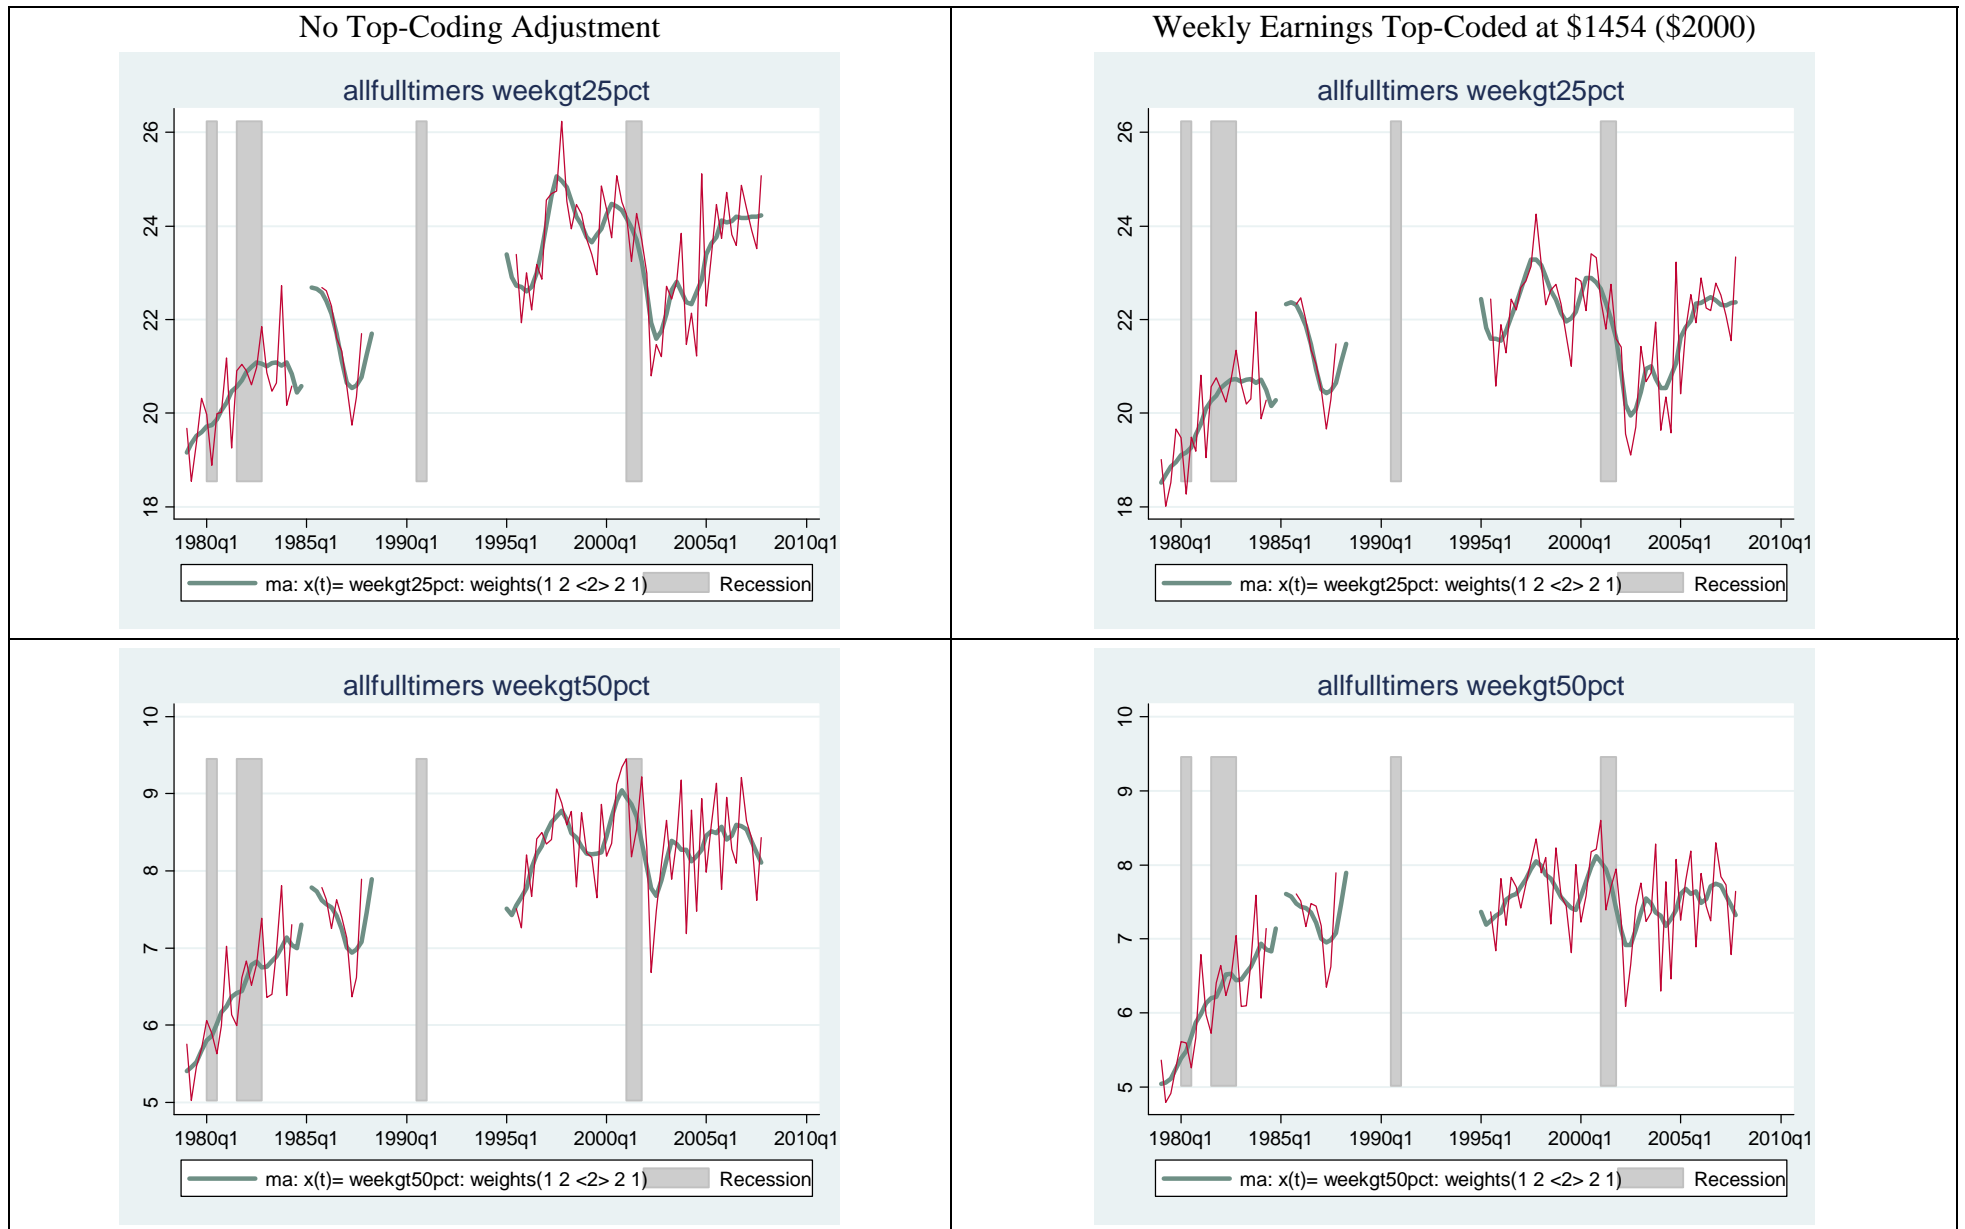 No Top-Coding Adjustment
allfulltimers weekgt25pct
26
24
22
20
18
1980q1 1985q1 1990q1 1995q1 2000q1 2005q1 2010q1
ma: x(t)= weekgt25pct: weights(1 2 <2> 2 1) Recession
Weekly Earnings Top-Coded at $1454 ($2000)
allfulltimers weekgt25pct
26
24
22
20
18
1980q1 1985q1 1990q1 1995q1 2000q1 2005q1 2010q1
ma: x(t)= weekgt25pct: weights(1 2 <2> 2 1) Recession
allfulltimers weekgt50pct
10
9
8
7
6
5
1980q1 1985q1 1990q1 1995q1 2000q1 2005q1 2010q1
ma: x(t)= weekgt50pct: weights(1 2 <2> 2 1) Recession
allfulltimers weekgt50pct
10
9
8
7
6
5
1980q1 1985q1 1990q1 1995q1 2000q1 2005q1 2010q1
ma: x(t)= weekgt50pct: weights(1 2 <2> 2 1) Recession